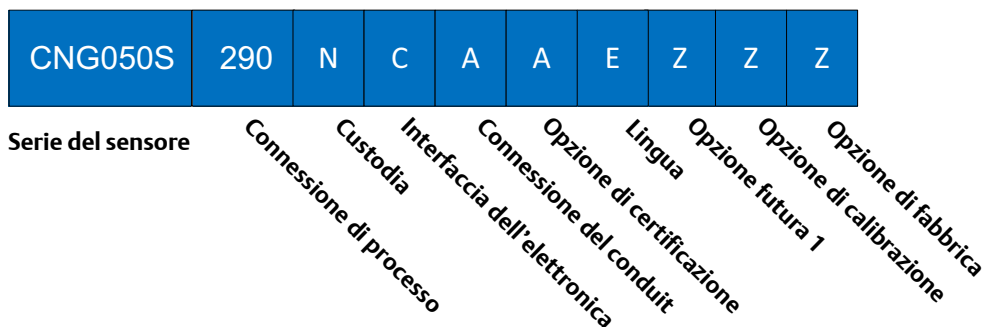 CNG050S 290 N C A A E Z Z Z
Serie del sensore
Connessione di processo
Custodia
Interfaccia dell'elettronica
Connessione del conduit
Opzione di certificazione
Lingua
Opzione futura 1
Opzione di calibrazione
Opzione di fabbrica